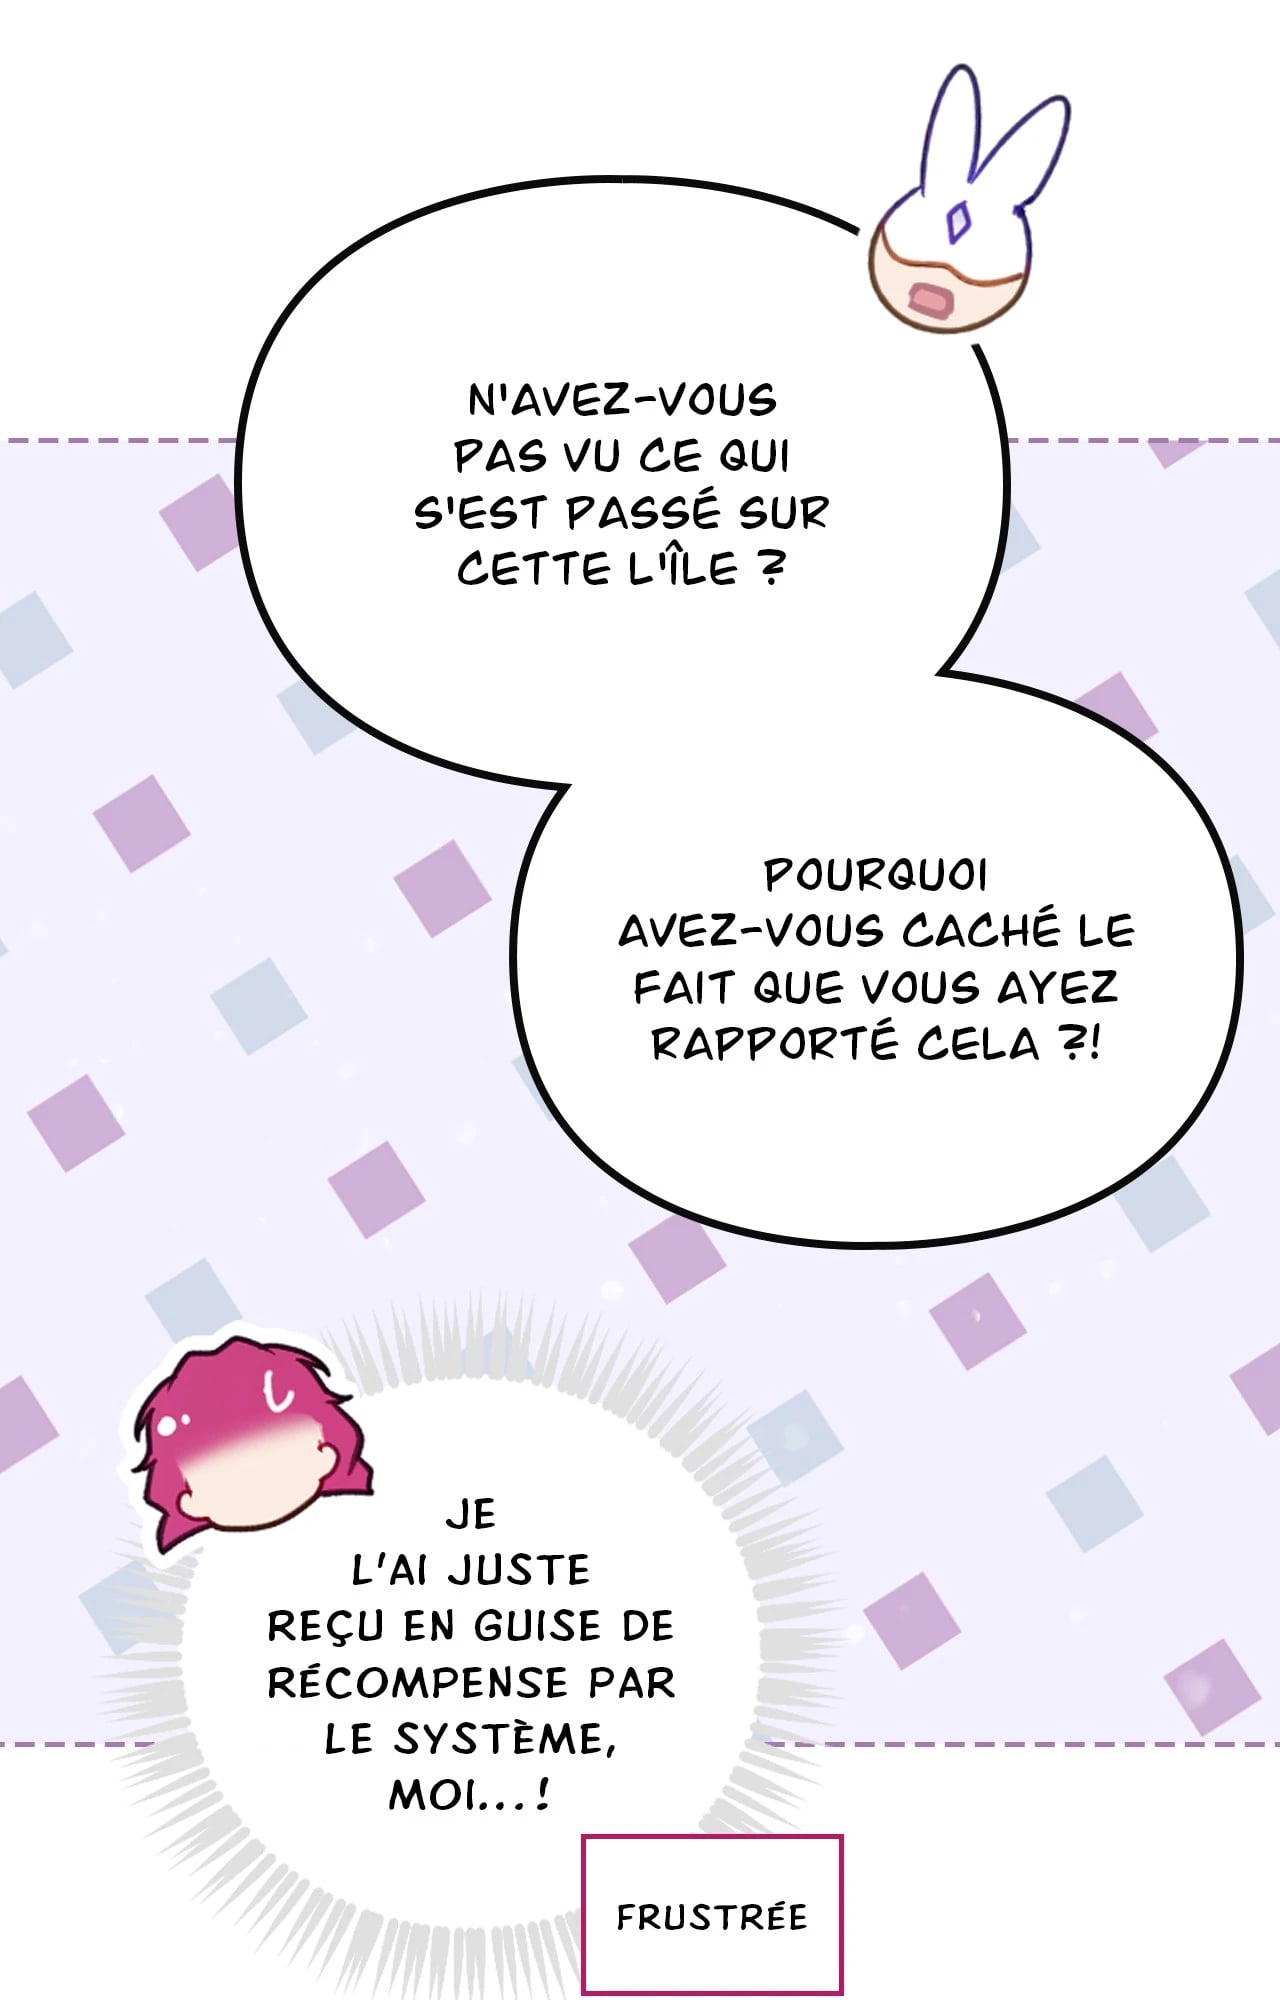 N'AVEZ-VOUS
PAS VU CE QUI
S'EST PASSÉ SUR
CETTE L'ÎLE ?
POURQUOI
AVEZ-VOUS CACHÉ LE
FAIT QUE VOUS AYEZ
RAPPORTÉ CELA ?!
JE
L'AI JUSTE
REÇU EN GUISE DE
RÉCOMPENSE PAR
LE SYSTÈME,
MOI...!
FRUSTRÉE